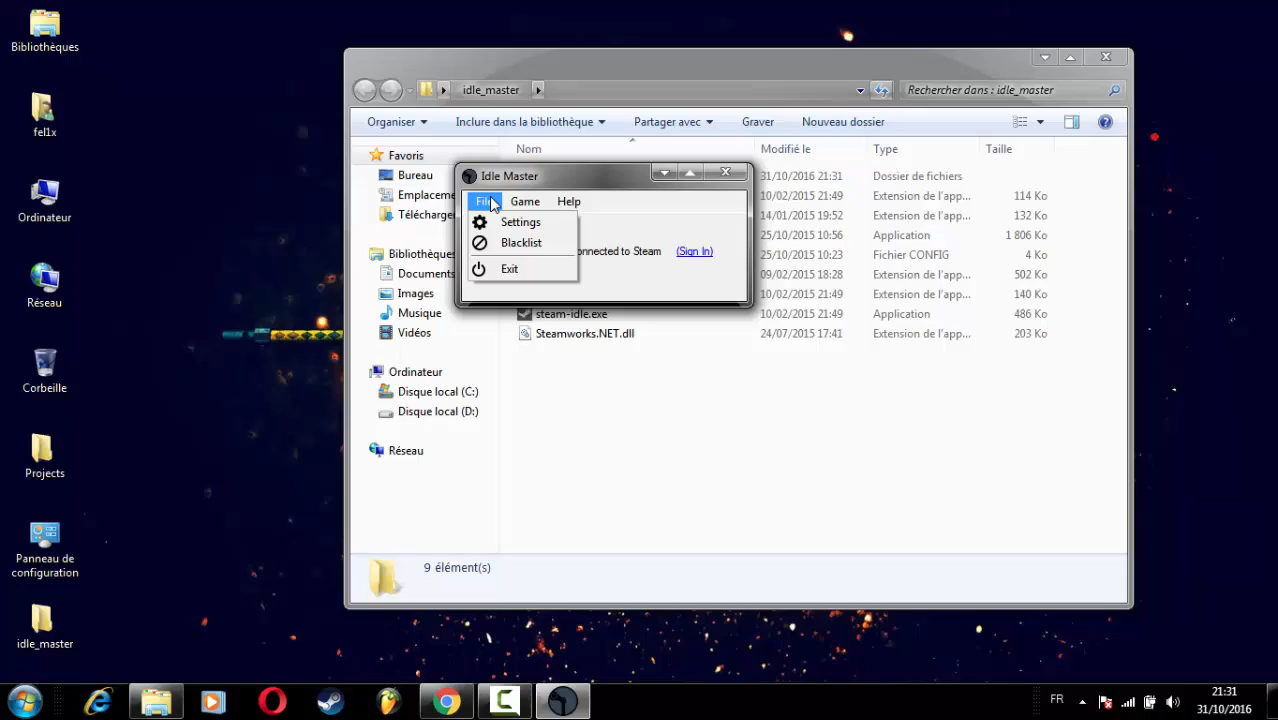 Bibliothèques
fel1x
Ordinateur
Réseau
Corbeille
Projects
Panneau de
configuration
idle_master
idle_master
Rechercher dans : idle_master
Organiser
Inclure dans la bibliothèque
Partager avec
Graver
Nouveau dossier
Favoris
Bureau
Emplaceme
Télécharge
Bibliothèques
Documents
Images
Musique
Vidéos
Ordinateur
Disque local (C:)
Disque local (D:)
Réseau
Nom
Modifié le
Type
Taille
31/10/2016 21:31 Dossier de fichiers
10/02/2015 21:49 Extension de l'app... 114 Ko
14/01/2015 19:52 Extension de l'app... 132 Ko
25/10/2015 10:56 Application 1 806 Ko
25/10/2015 10:23 Fichier CONFIG 4 Ko
09/02/2015 18:28 Extension de l'app... 502 Ko
10/02/2015 21:49 Extension de l'app... 140 Ko
steam-idle.exe 10/02/2015 21:49 Application 486 Ko
Steamworks.NET.dll 24/07/2015 17:41 Extension de l'app... 203 Ko
Idle Master
File Game Help
Settings
Blacklist
Exit
onnected to Steam (Sign In)
9 élément(s)
FR
21:31
31/10/2016